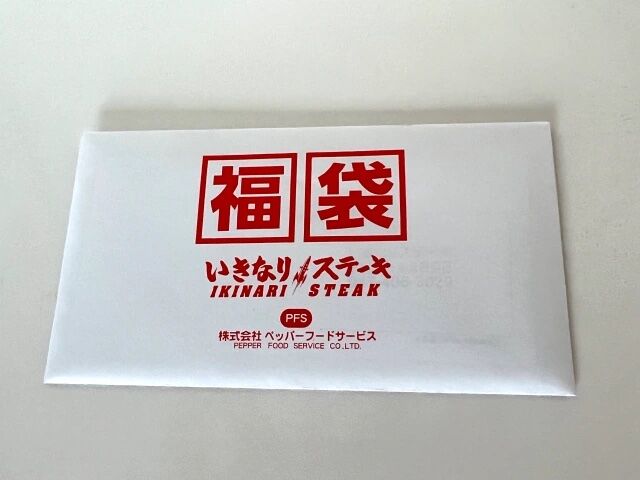 福袋
いきなりステーキ
IKINARI STEAK
PFS
株式会社 ペッパーフードサービス
PEPPER FOOD SERVICE CO.,LTD.